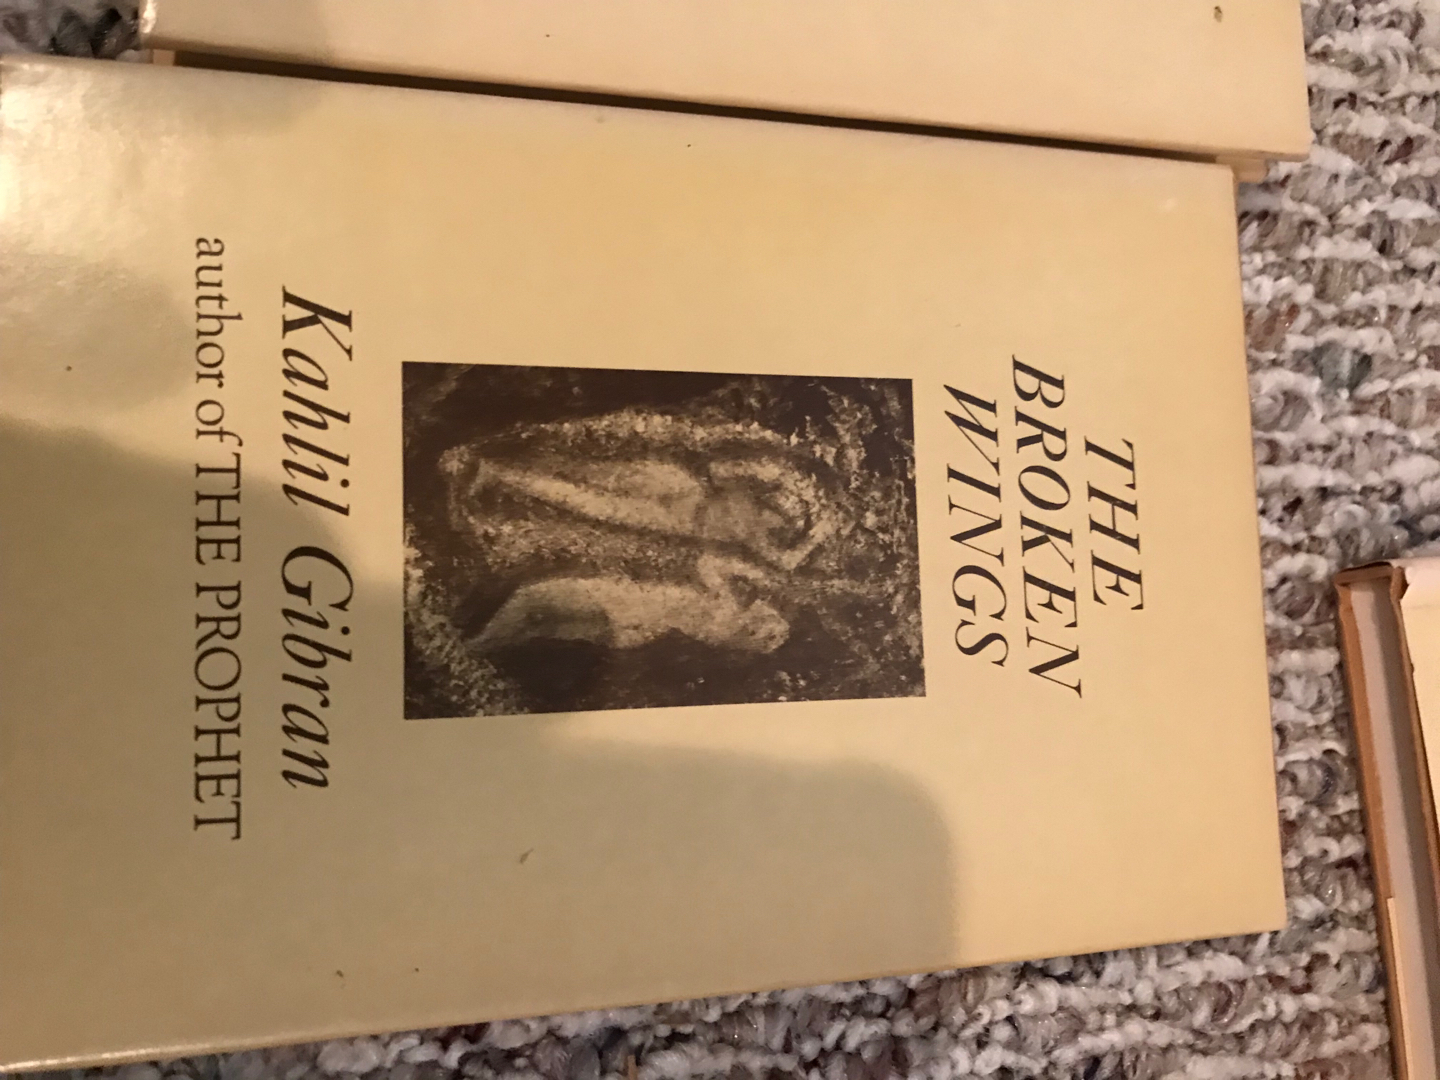 THE
BROKEN
WINGS
Kahlil Gibran
author of THE PROPHET